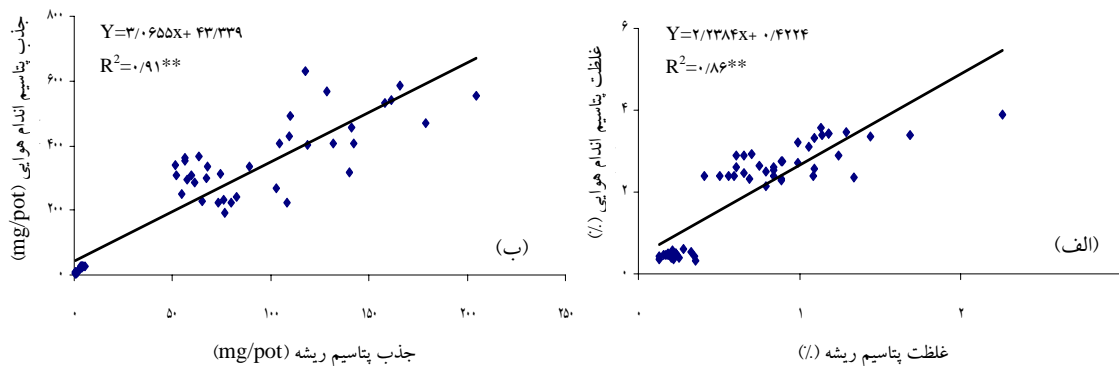 Y=۳/۰۶۵۵x+ ۴۳/۳۳۹
R²=۰/۹۱**
۸۰۰
۶۰۰
۴۰۰
۲۰۰
۰
جذب پتاسیم اندام هوایی (mg/pot)
(ب)
۰ ۵۰ ۱۰۰ ۱۵۰ ۲۰۰ ۲۵۰
جذب پتاسیم ریشه (mg/pot)
Y=۲/۲۳۸۴x+ ۰/۴۲۲۴
R²=۰/۸۶**
۶
۴
۲
۰
غلظت پتاسیم اندام هوایی (٪)
(الف)
۰ ۱ ۲
غلظت پتاسیم ریشه (٪)